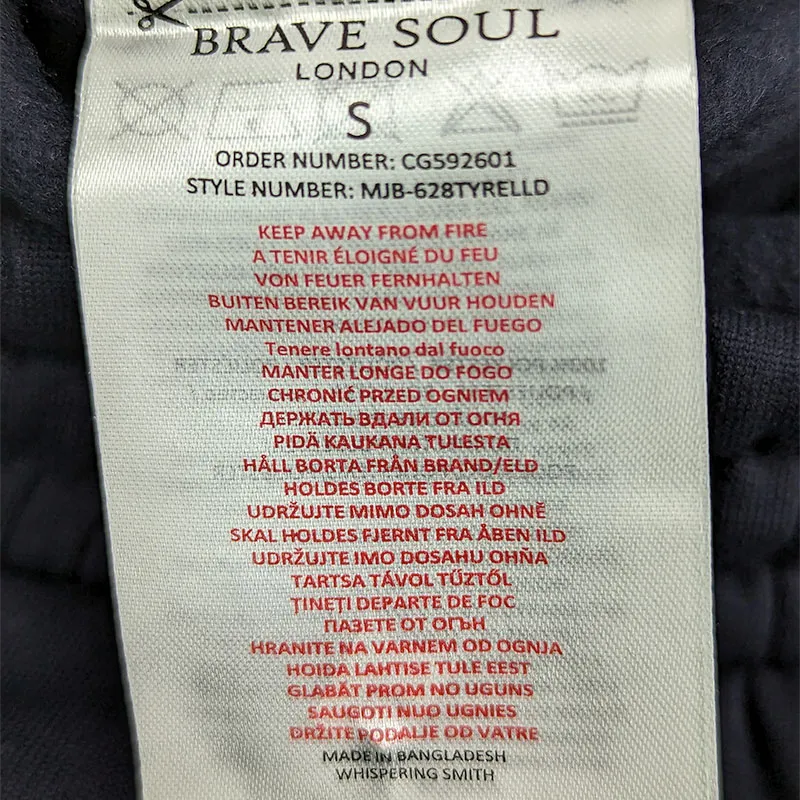 BRAVE SOUL
LONDON
S
ORDER NUMBER: CG592601
STYLE NUMBER: MJB-628TYRELLD
KEEP AWAY FROM FIRE
A TENIR ÉLOIGNÉ DU FEU
VON FEUER FERNHALTEN
BUITEN BEREIK VAN VUUR HOUDEN
MANTENER ALEJADO DEL FUEGO
Tenere lontano dal fuoco
MANTER LONGE DO FOGO
CHRONIĆ PRZED OGNIEM
ДЕРЖАТЬ ВДАЛИ ОТ ОГНЯ
PIDÄ KAUKANA TULESTA
HÅLL BORTA FRÅN BRAND/ELD
HOLDES BORTE FRA ILD
UDRŽUJTE MIMO DOSAH OHNĚ
SKAL HOLDES FJERNT FRA ÅBEN ILD
UDRŽUJTE IMO DOSAHU OHŇA
TARTSA TÁVOL TŰZTŐL
ȚINEȚI DEPARTE DE FOC
ПАЗЕТЕ ОТ ОГЪН
HRANITE NA VARNEM OD OGNJA
HOIDA LAHTISE TULE EEST
GLABĀT PROM NO UGUNS
SAUGOTI NUO UGNIES
DRŽITE PODALJE OD VATRE
MADE IN BANGLADESH
WHISPERING SMITH